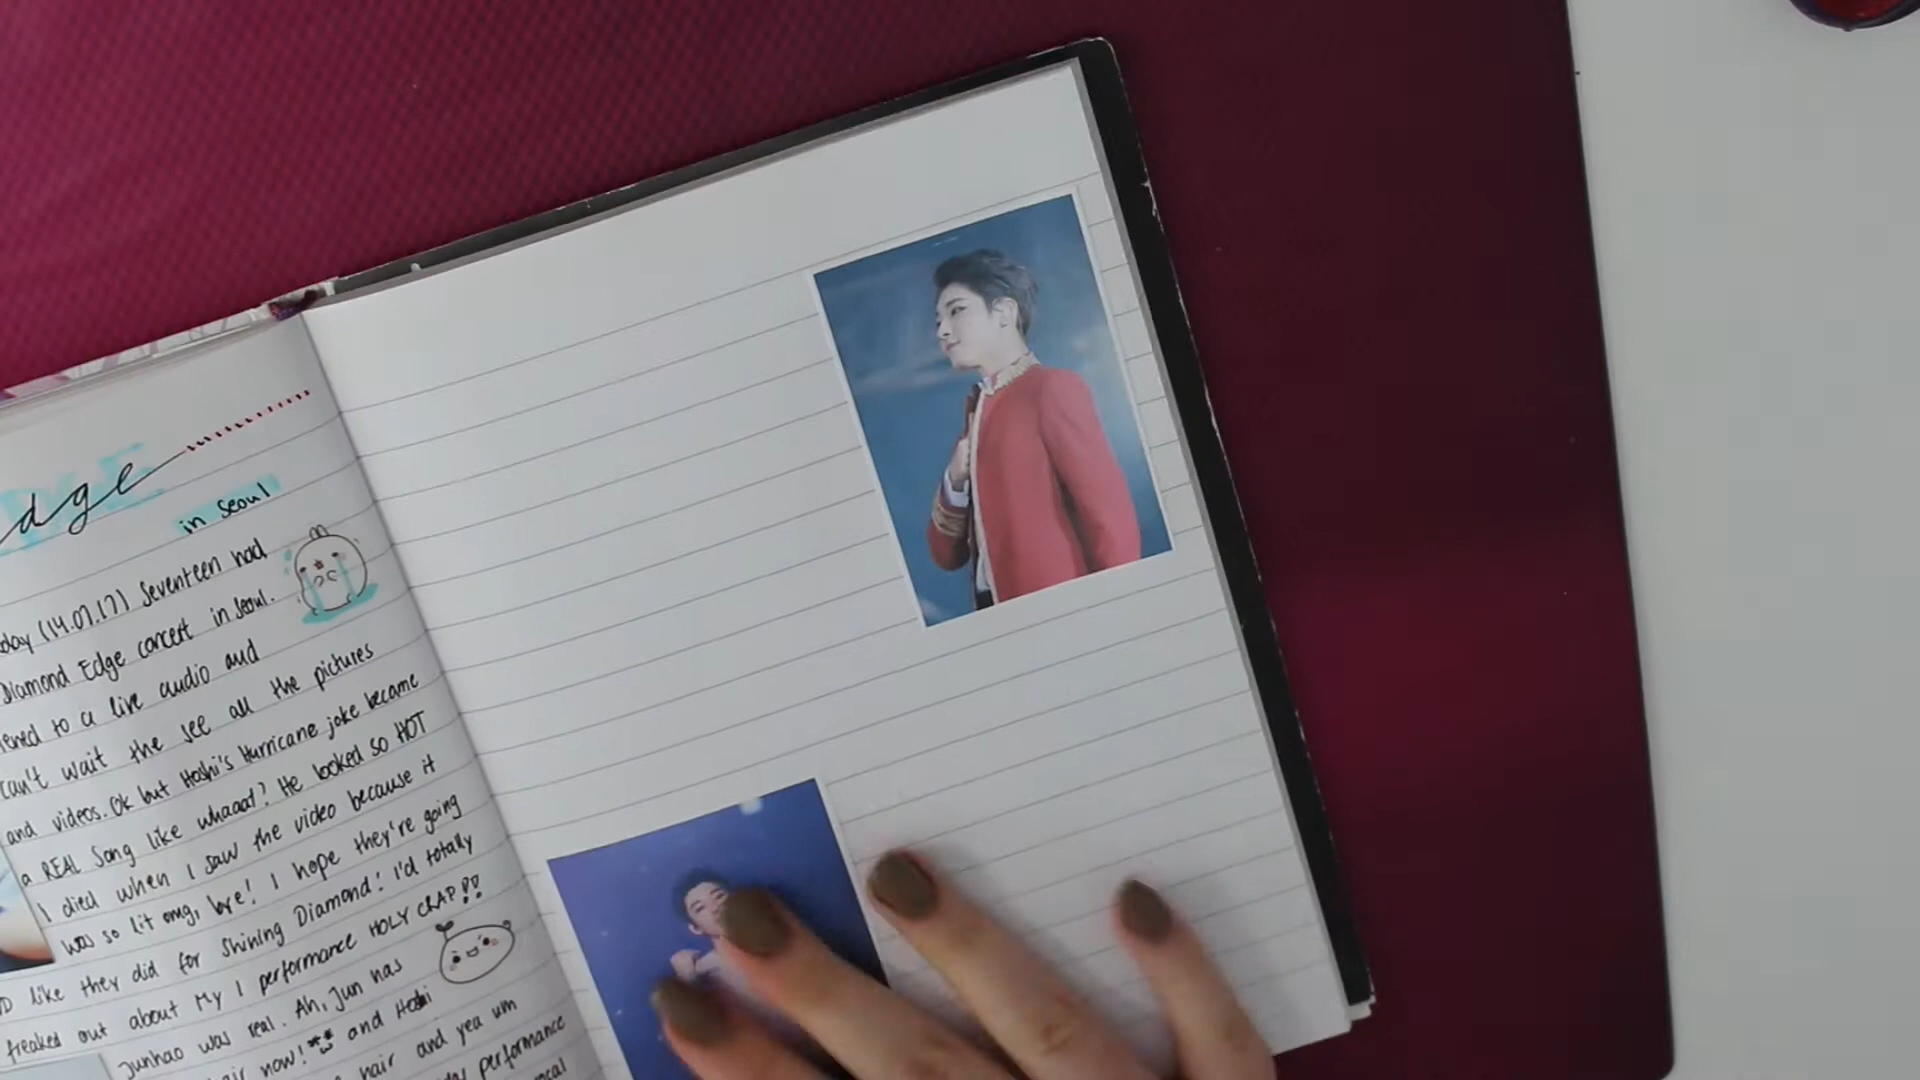 dge
in Seoul
(14.07.17) Seventeen had
Diamond Edge concert in Seoul.
to a live audio and
can't wait the see all the pictures
and videos. Ok but Hoshi's Hurricane joke became
a REAL Song like whaaat? He looked so HOT
I died when I saw the video because it
was so lit omg, bye! I hope they're going
like they did for Shining Diamond! I'd totally
freaked out about My I performance HOLY CRAP!!
Junhao was real. Ah, Jun has
now! and Hoshi
hair and yea um
performance